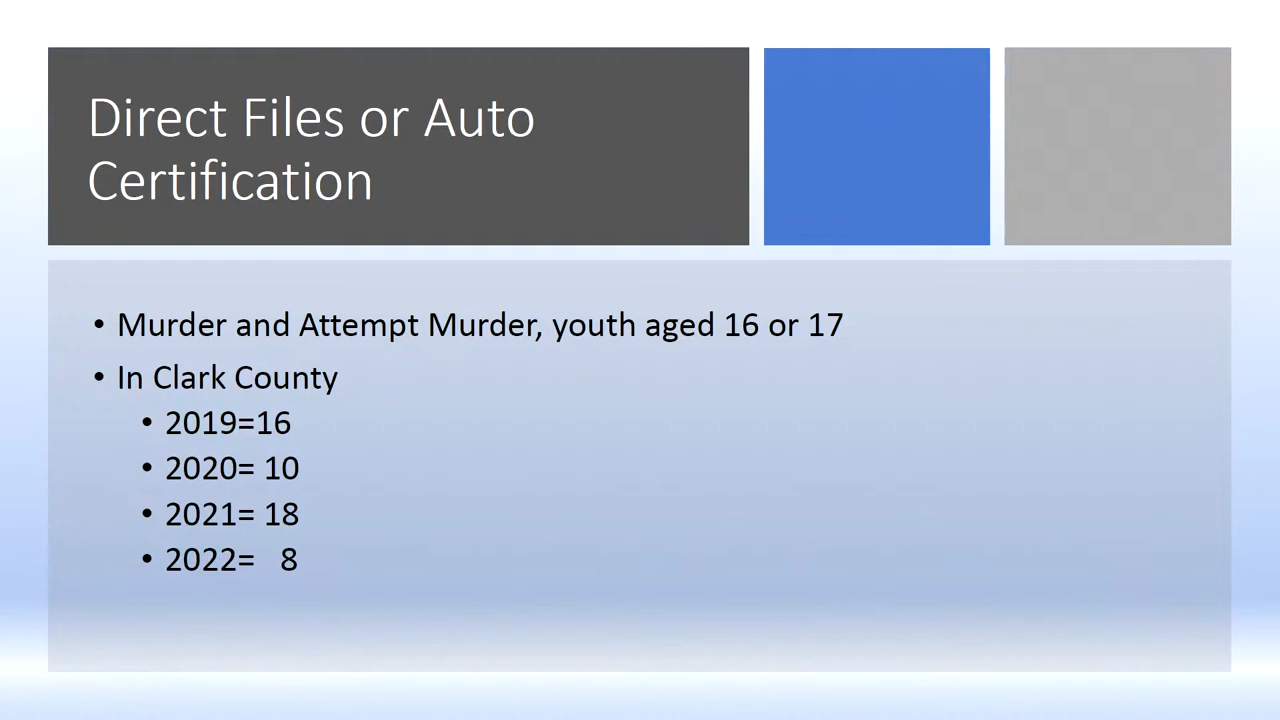 Direct Files or Auto
Certification
• Murder and Attempt Murder, youth aged 16 or 17
• In Clark County
• 2019=16
• 2020= 10
• 2021= 18
• 2022=   8